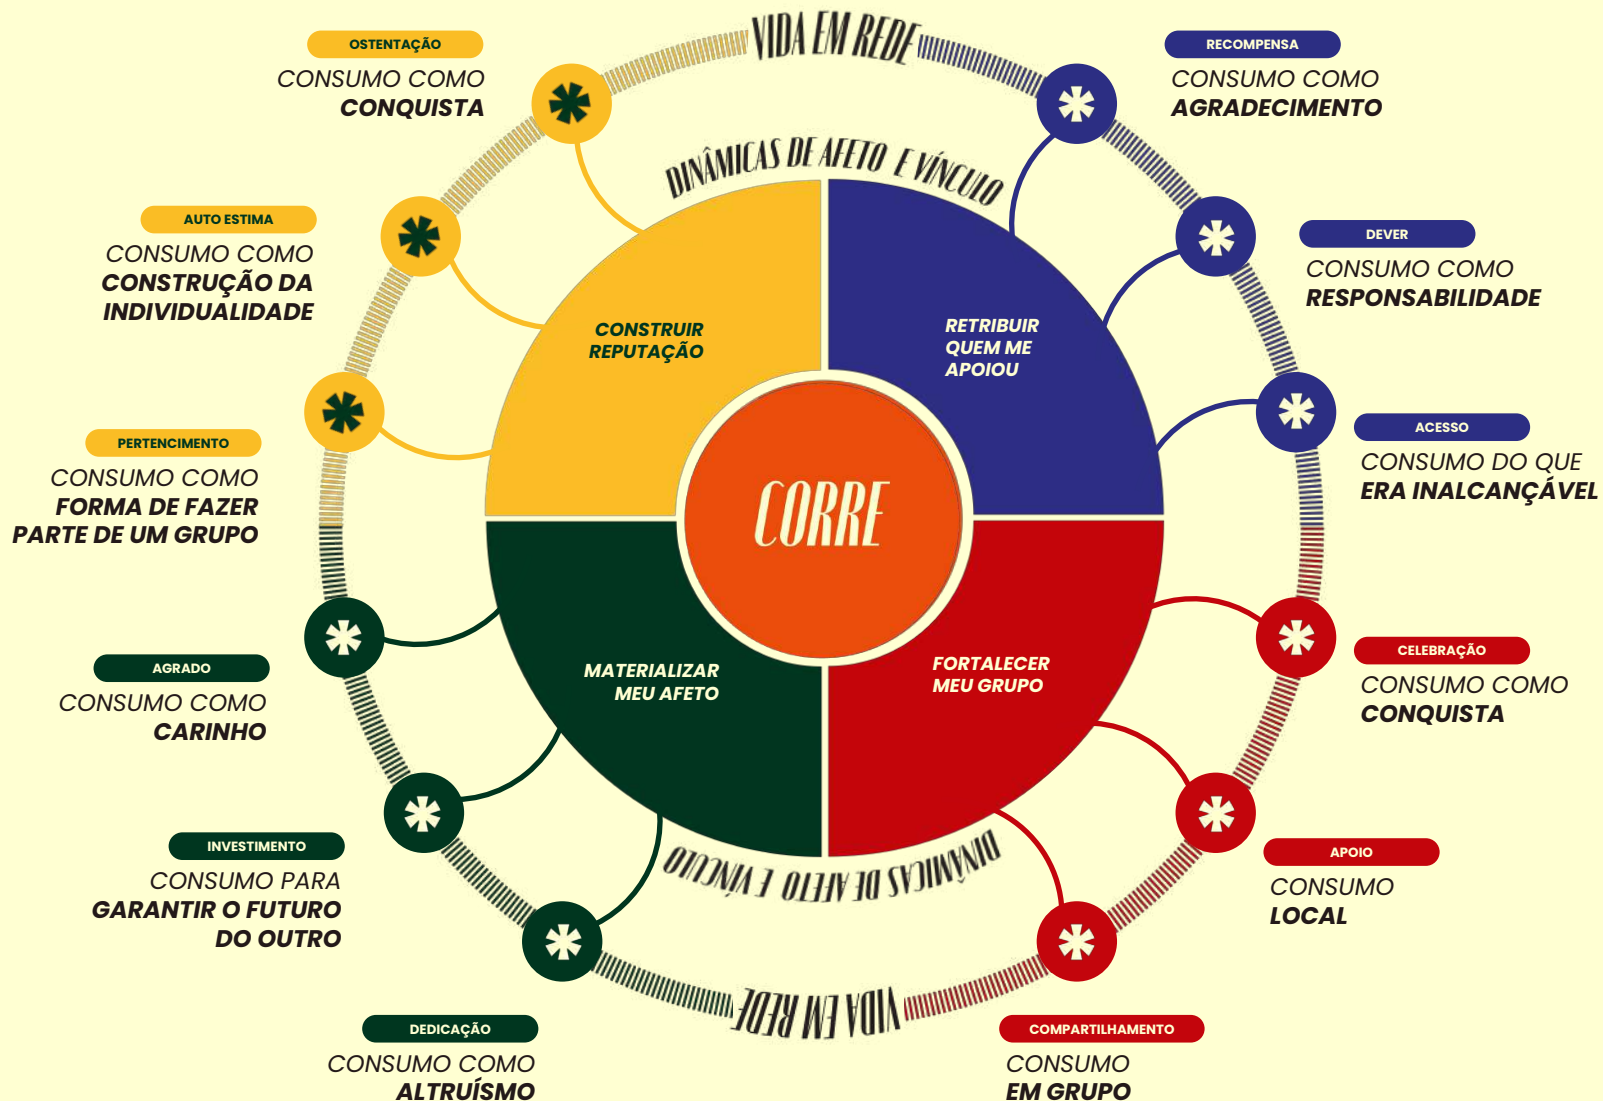 VIDA EM REDE
DINÂMICAS DE AFETO E VÍNCULO
OSTENTAÇÃO
CONSUMO COMO
CONQUISTA
AUTO ESTIMA
CONSUMO COMO
CONSTRUÇÃO DA
INDIVIDUALIDADE
PERTENCIMENTO
CONSUMO COMO
FORMA DE FAZER
PARTE DE UM GRUPO
CONSTRUIR
REPUTAÇÃO
RECOMPENSA
CONSUMO COMO
AGRADECIMENTO
DEVER
CONSUMO COMO
RESPONSABILIDADE
ACESSO
CONSUMO DO QUE
ERA INALCANÇÁVEL
RETRIBUIR
QUEM ME
APOIOU
CORRE
AGRADO
CONSUMO COMO
CARINHO
INVESTIMENTO
CONSUMO PARA
GARANTIR O FUTURO
DO OUTRO
DEDICAÇÃO
CONSUMO COMO
ALTRUÍSMO
MATERIALIZAR
MEU AFETO
FORTALECER
MEU GRUPO
CELEBRAÇÃO
CONSUMO COMO
CONQUISTA
APOIO
CONSUMO
LOCAL
COMPARTILHAMENTO
CONSUMO
EM GRUPO
DINÂMICAS DE AFETO E VÍNCULO
VIDA EM REDE